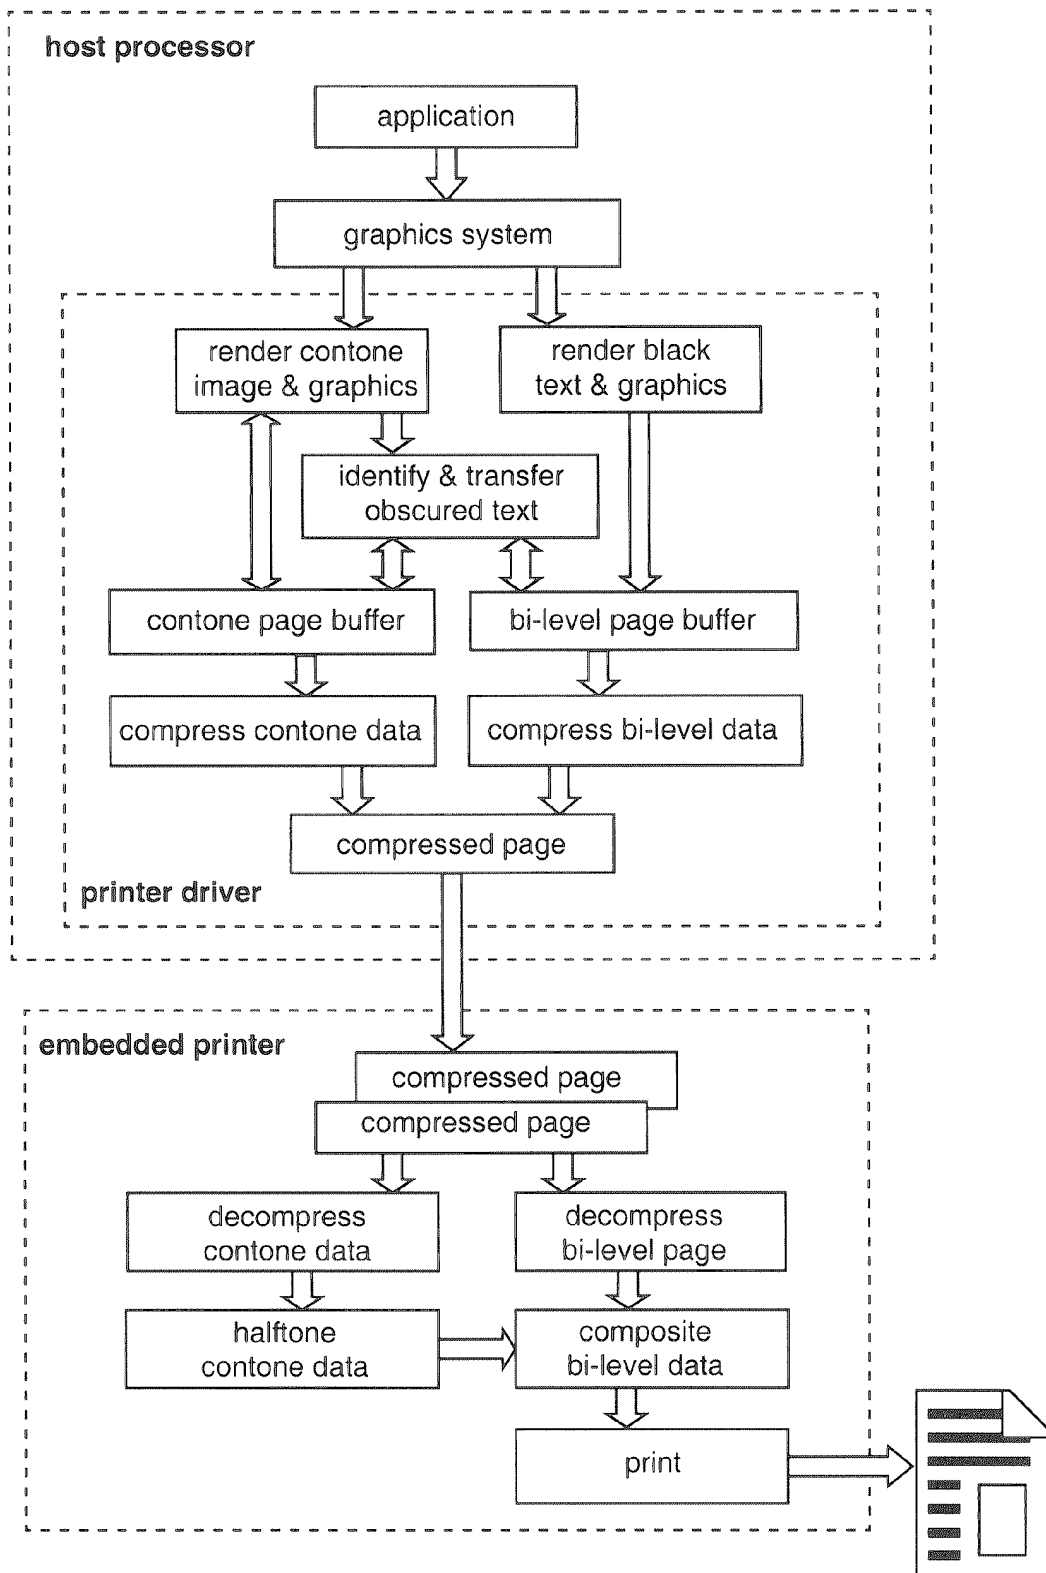 host processor
application
graphics system
render contone
image & graphics
render black
text & graphics
identify & transfer
obscured text
contone page buffer
bi-level page buffer
compress contone data
compress bi-level data
compressed page
printer driver
embedded printer
compressed page
compressed page
decompress
contone data
decompress
bi-level page
halftone
contone data
composite
bi-level data
print